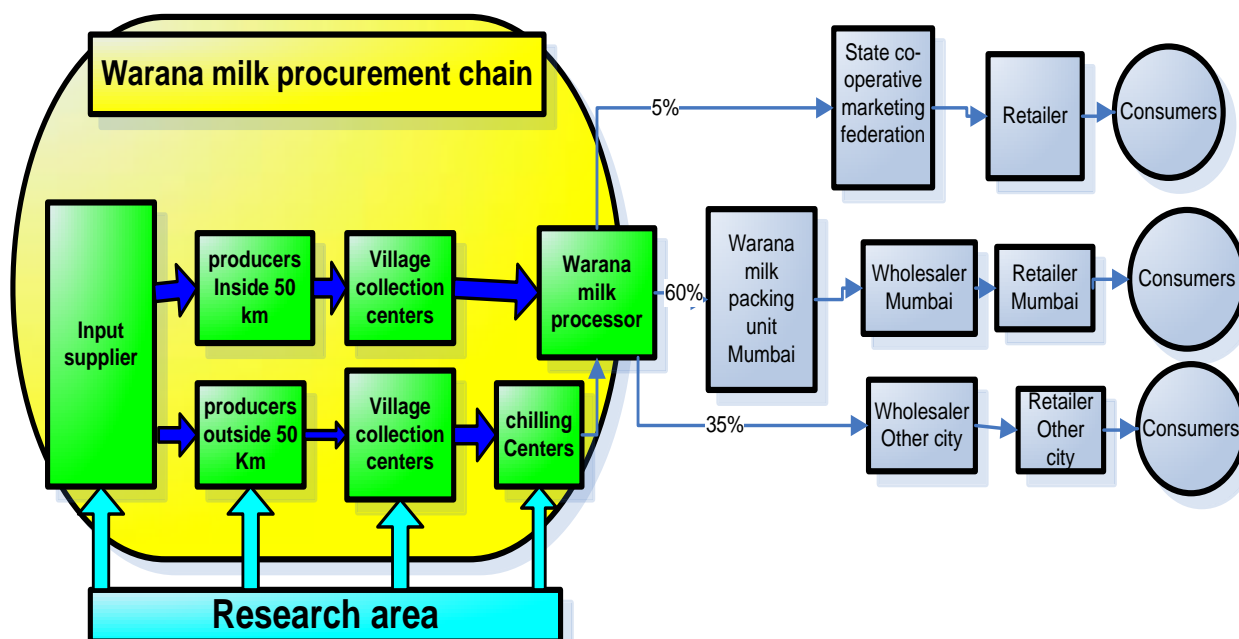 Warana milk procurement chain
State co-
operative
marketing
federation
5%
Retailer
Consumers
Input
supplier
producers
Inside 50
km
Village
collection
centers
Warana
milk
processor
60%
Warana
milk
packing
unit
Mumbai
Wholesaler
Mumbai
Retailer
Mumbai
Consumers
producers
outside 50
Km
Village
collection
centers
chilling
Centers
35%
Wholesaler
Other city
Retailer
Other
city
Consumers
Research area